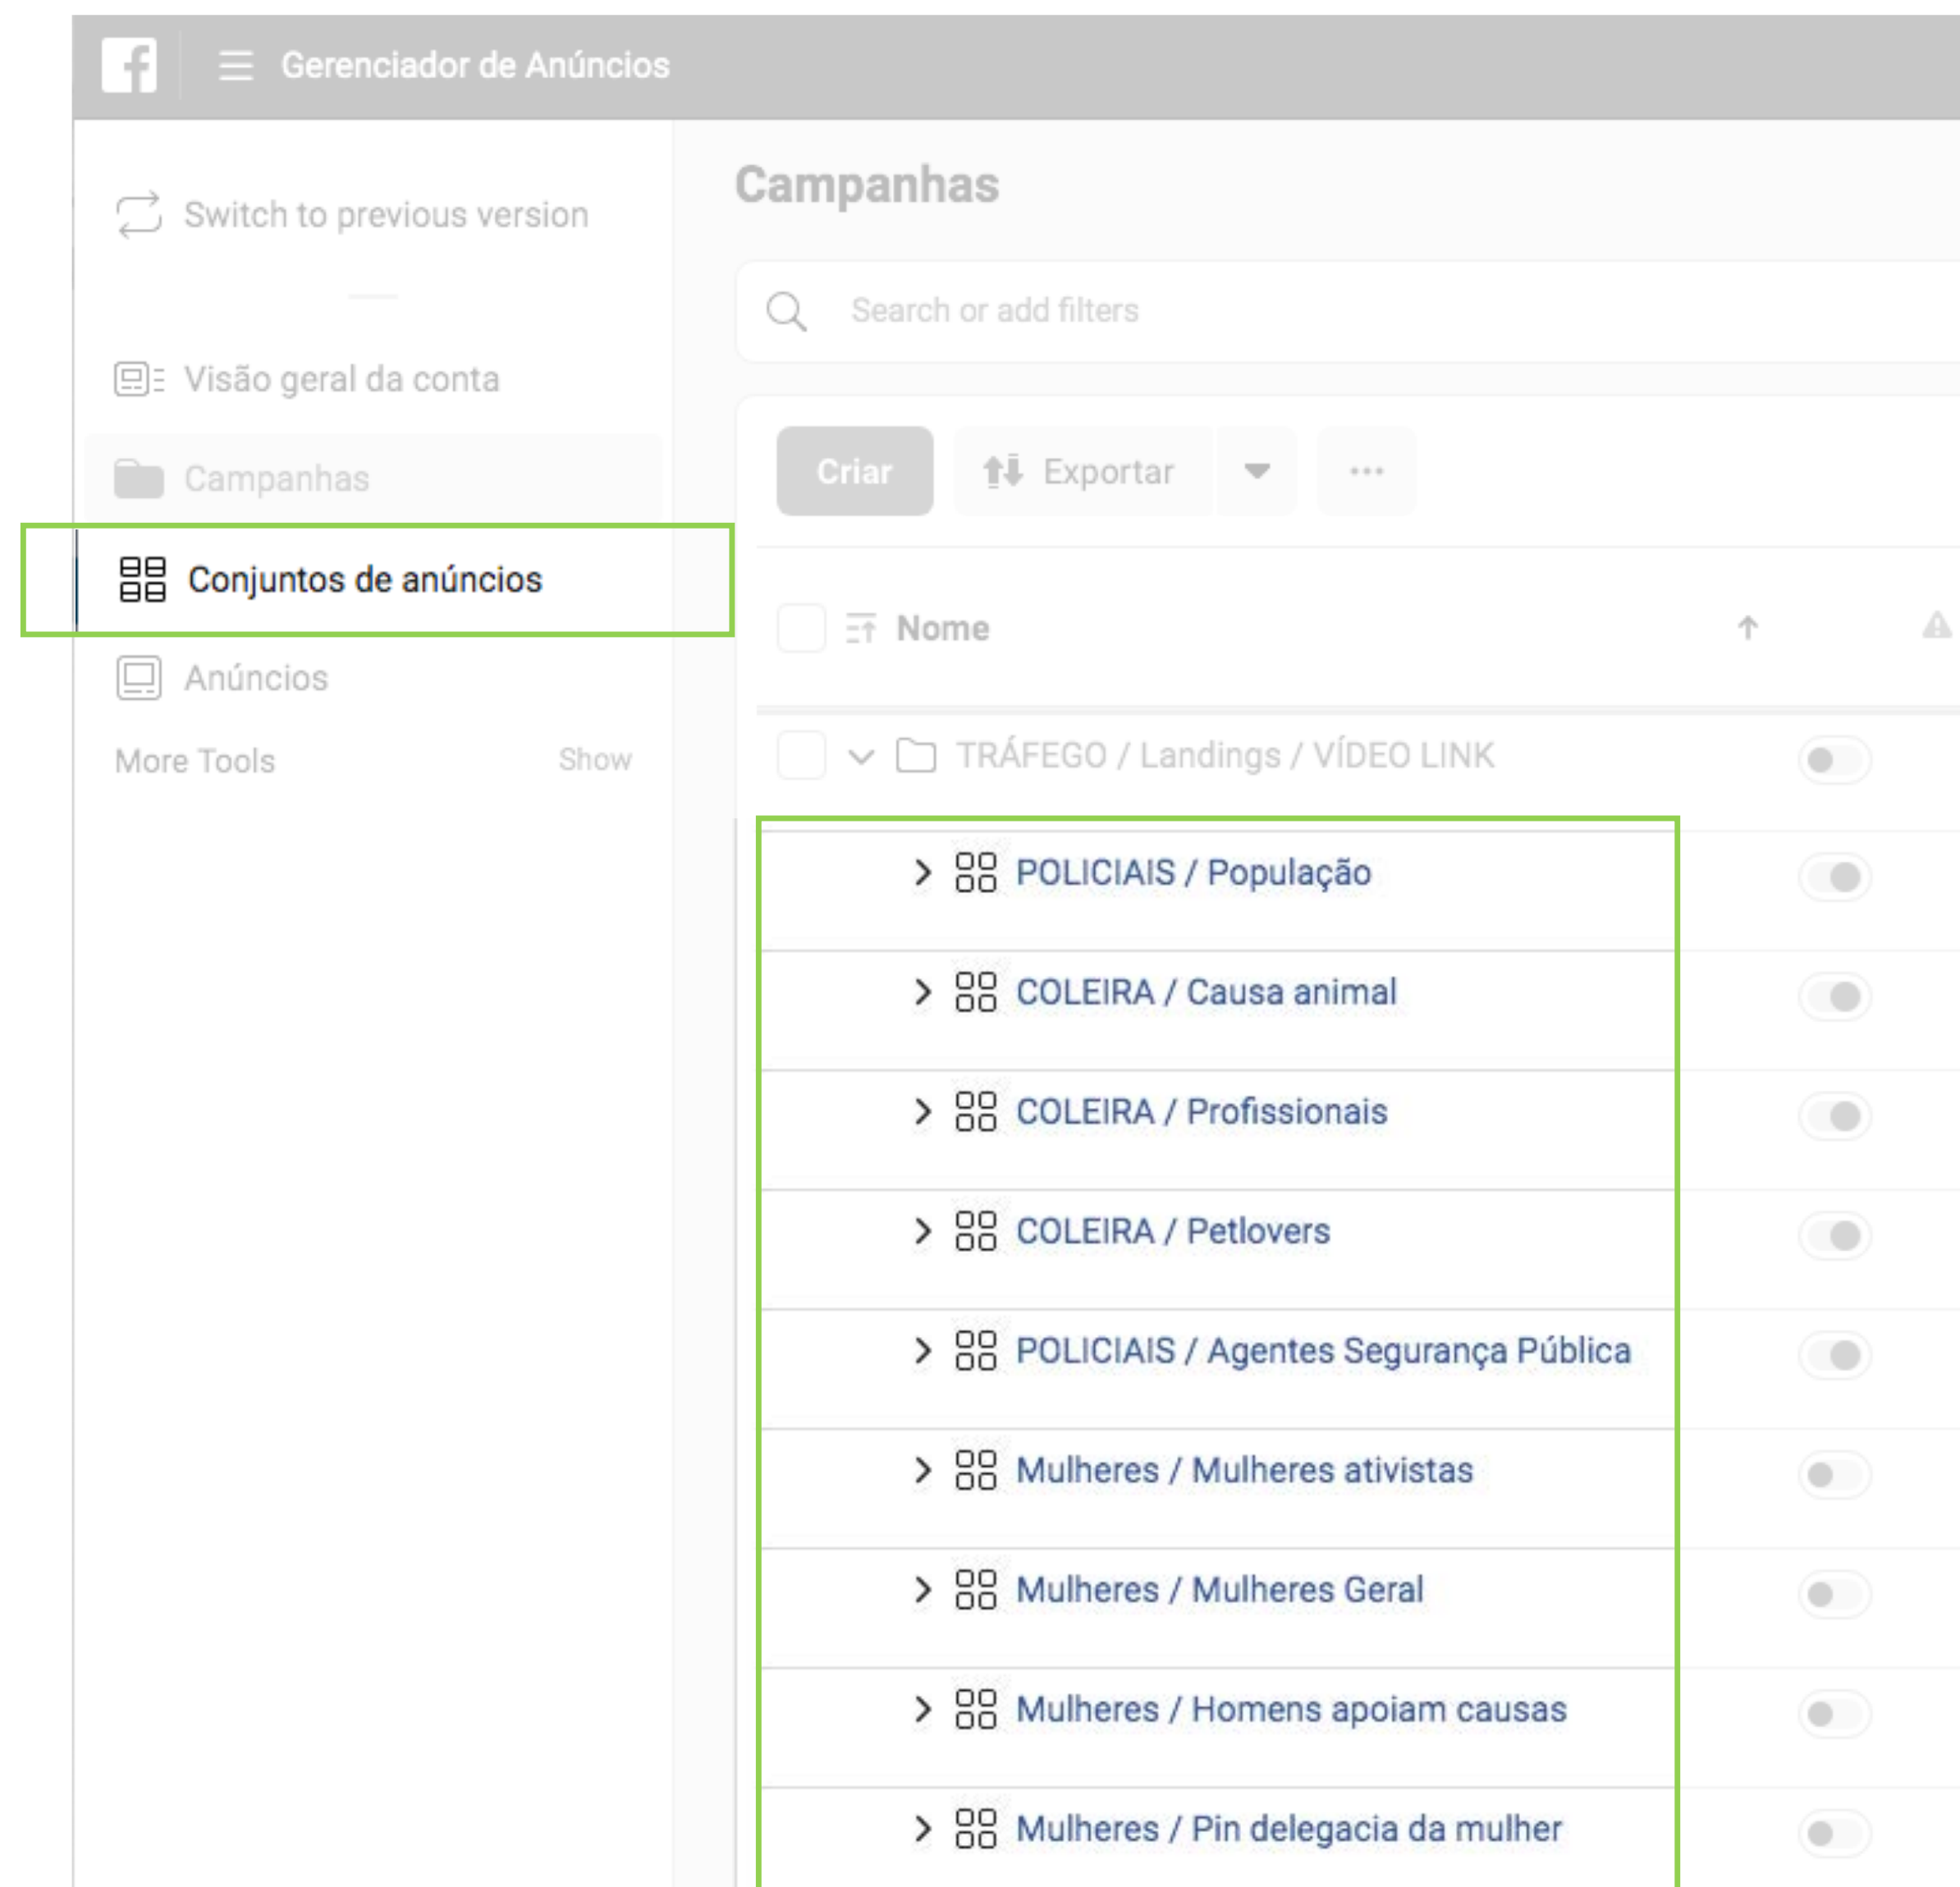 Gerenciador de Anúncios
Switch to previous version
Visão geral da conta
Campanhas
Conjuntos de anúncios
Anúncios
More Tools Show
Campanhas
Search or add filters
Criar Exportar
Nome
TRÁFEGO / Landings / VÍDEO LINK
POLICIAIS / População
COLEIRA / Causa animal
COLEIRA / Profissionais
COLEIRA / Petlovers
POLICIAIS / Agentes Segurança Pública
Mulheres / Mulheres ativistas
Mulheres / Mulheres Geral
Mulheres / Homens apoiam causas
Mulheres / Pin delegacia da mulher